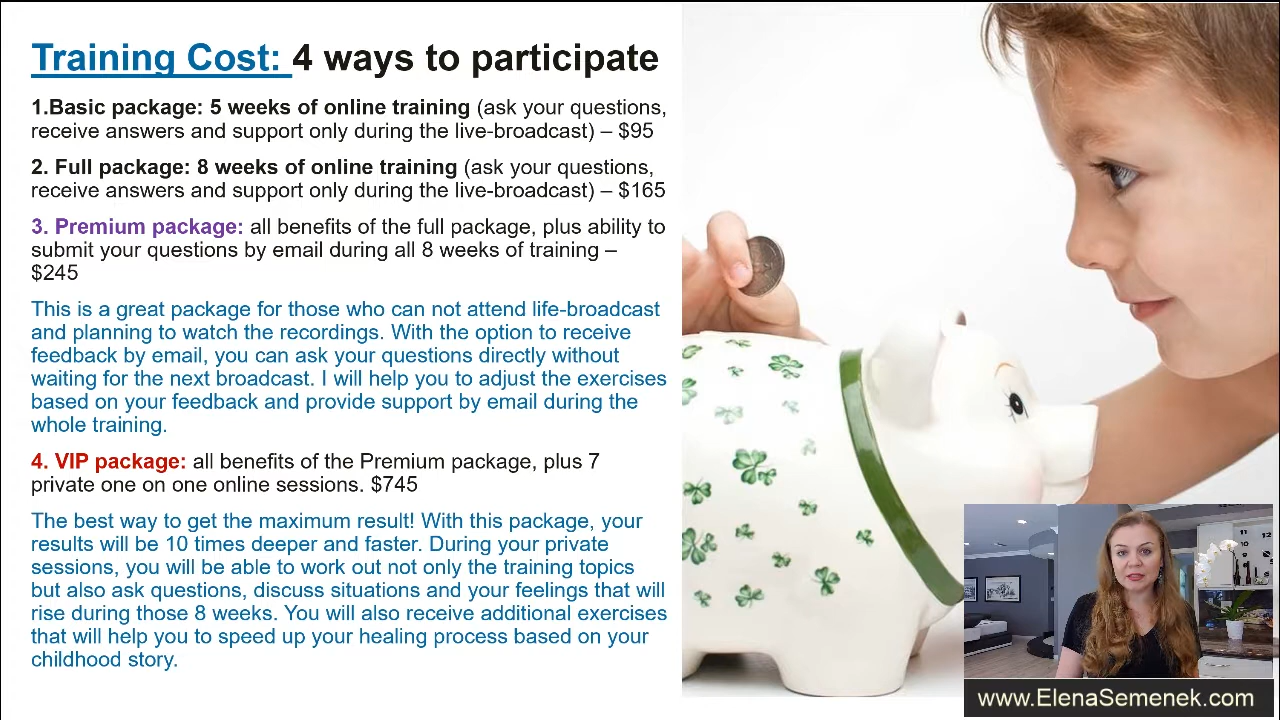 Training Cost: 4 ways to participate
1.Basic package: 5 weeks of online training (ask your questions,
receive answers and support only during the live-broadcast) – $95
2. Full package: 8 weeks of online training (ask your questions,
receive answers and support only during the live-broadcast) – $165
3. Premium package: all benefits of the full package, plus ability to
submit your questions by email during all 8 weeks of training –
$245
This is a great package for those who can not attend life-broadcast
and planning to watch the recordings. With the option to receive
feedback by email, you can ask your questions directly without
waiting for the next broadcast. I will help you to adjust the exercises
based on your feedback and provide support by email during the
whole training.
4. VIP package: all benefits of the Premium package, plus 7
private one on one online sessions. $745
The best way to get the maximum result! With this package, your
results will be 10 times deeper and faster. During your private
sessions, you will be able to work out not only the training topics
but also ask questions, discuss situations and your feelings that will
rise during those 8 weeks. You will also receive additional exercises
that will help you to speed up your healing process based on your
childhood story.
www.ElenaSemenek.com